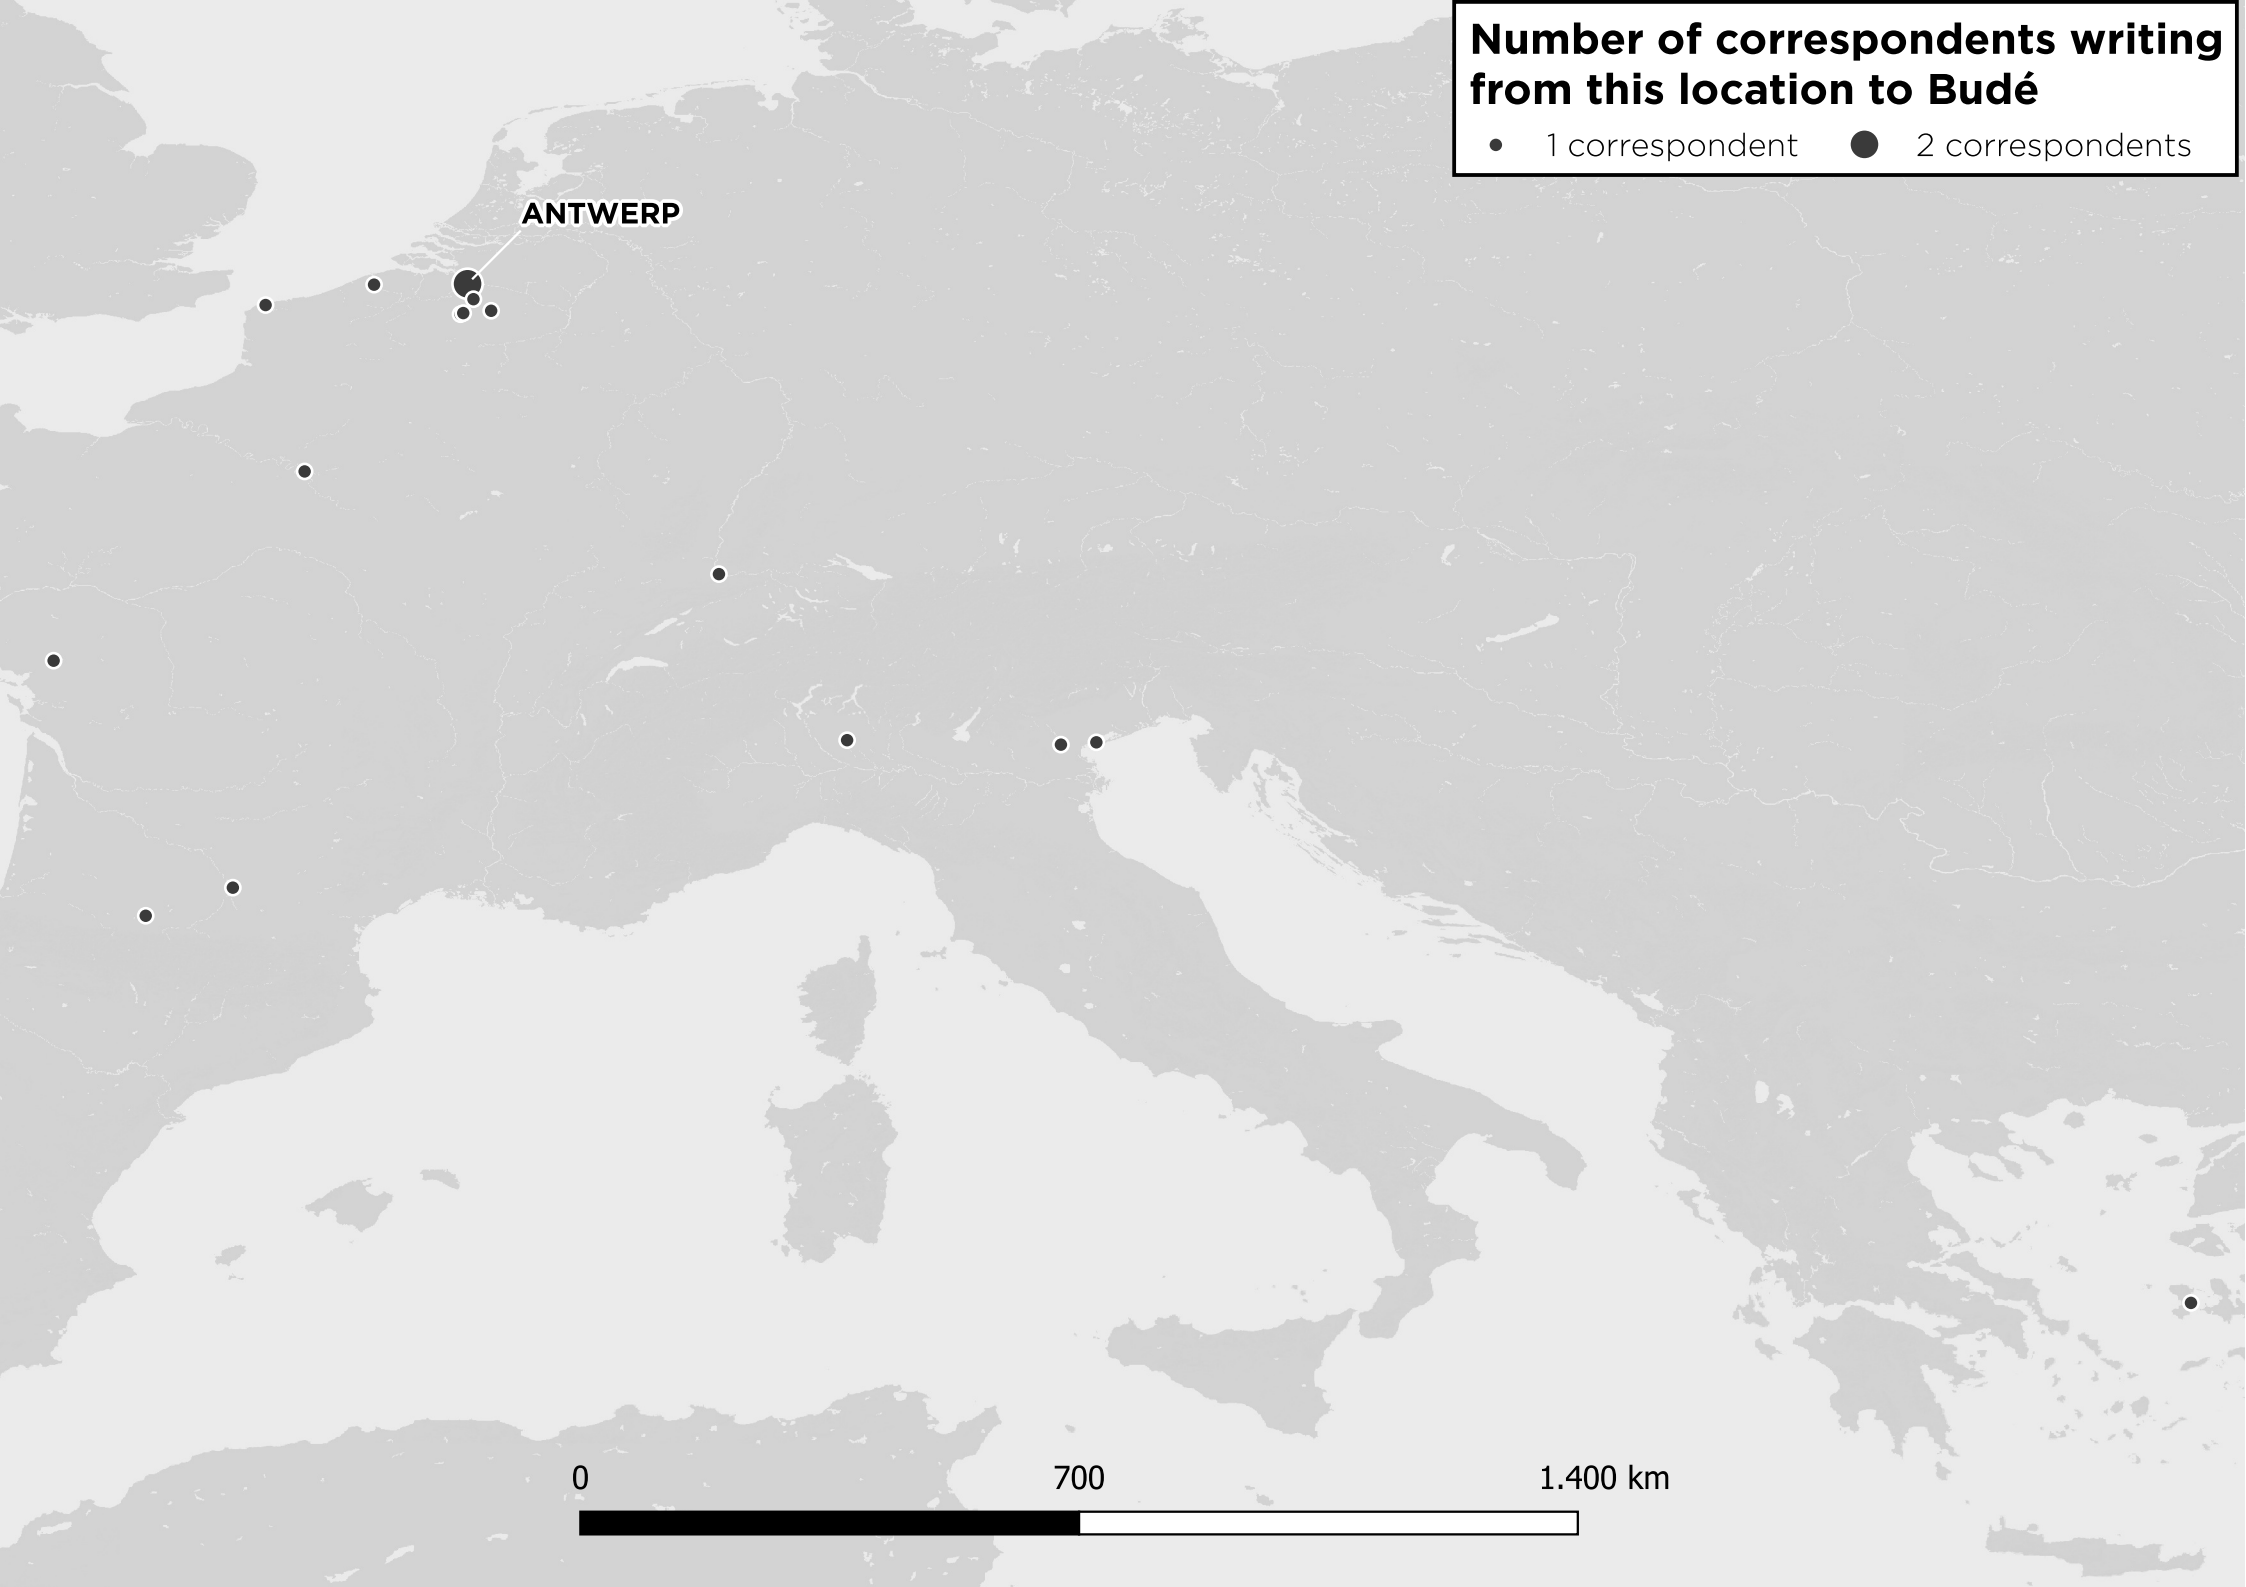 Number of correspondents writing
from this location to Budé
1 correspondent 2 correspondents
ANTWERP
0 700 1.400 km